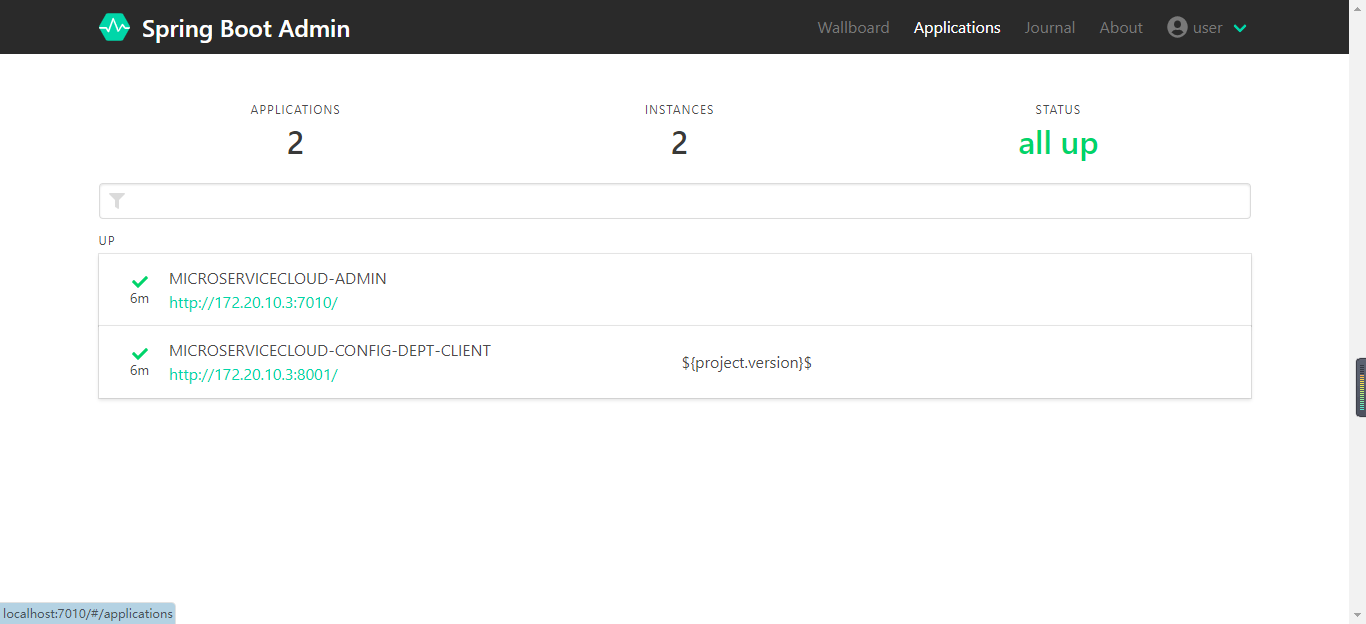 Spring Boot Admin
Wallboard Applications Journal About user
APPLICATIONS INSTANCES STATUS
2 2 all up
UP
MICROSERVICECLOUD-ADMIN
6m http://172.20.10.3:7010/
MICROSERVICECLOUD-CONFIG-DEPT-CLIENT
${project.version}$
6m http://172.20.10.3:8001/
localhost:7010/#/applications